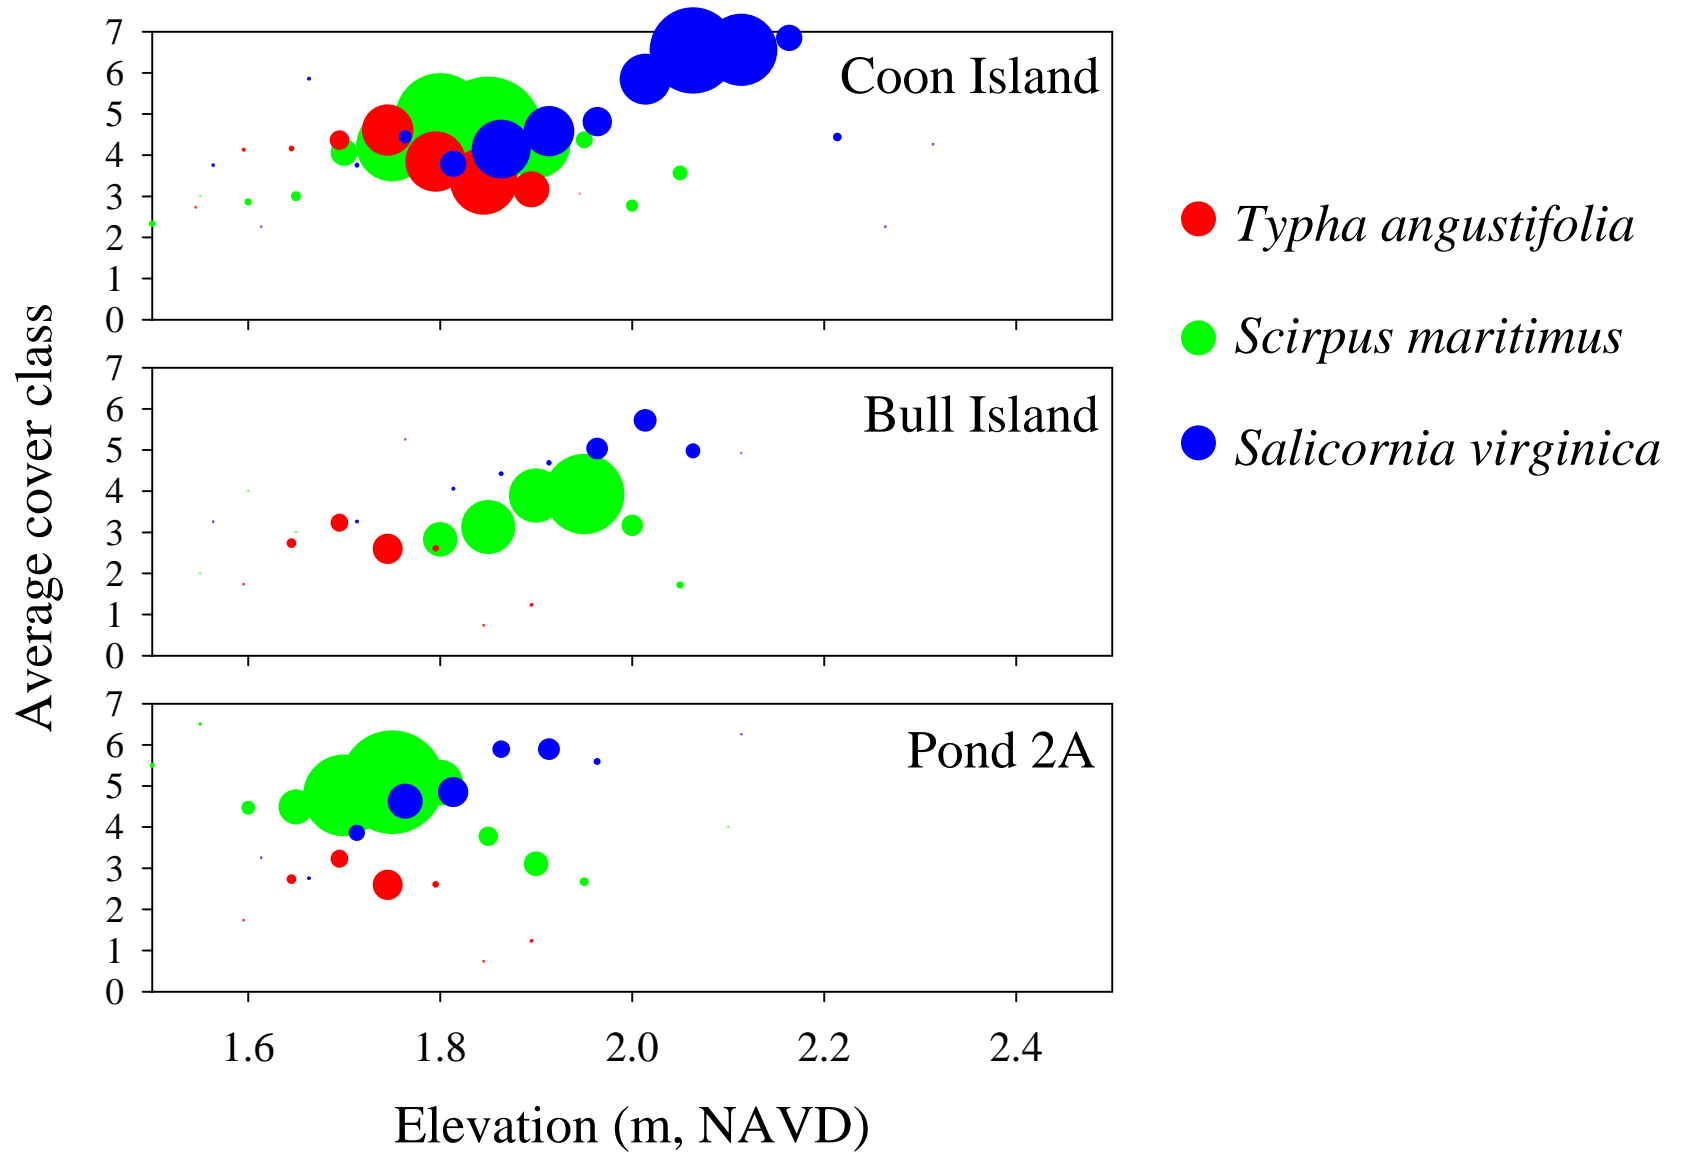 7
6
5
4
3
2
1
0
Coon Island
7
6
5
4
3
2
1
0
Bull Island
7
6
5
4
3
2
1
0
Pond 2A
1.6 1.8 2.0 2.2 2.4
Elevation (m, NAVD)
Average cover class
Typha angustifolia
Scirpus maritimus
Salicornia virginica